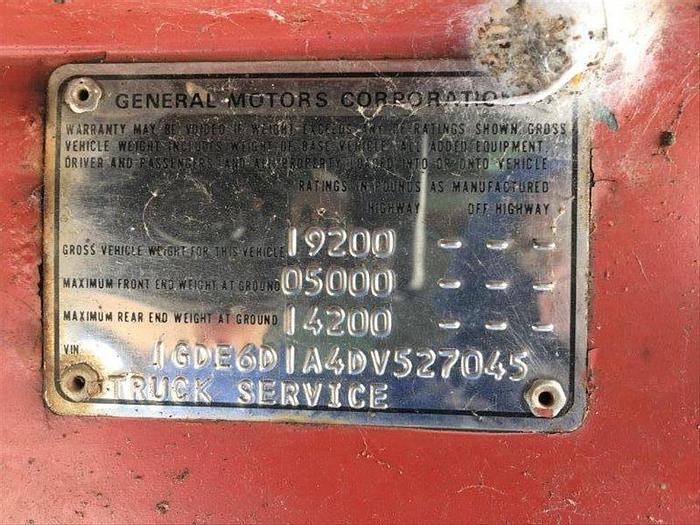 GENERAL MOTORS CORPORATION
WARRANTY MAY BE VOIDED IF WEIGHT EXCEEDS ANY OF RATINGS SHOWN. GROSS
VEHICLE WEIGHT INCLUDES WEIGHT OF BASE VEHICLE, ALL ADDED EQUIPMENT,
DRIVER AND PASSENGERS, AND ALL PROPERTY LOADED INTO OR ONTO VEHICLE
RATINGS IN POUNDS AS MANUFACTURED
HIGHWAY OFF HIGHWAY
GROSS VEHICLE WEIGHT FOR THIS VEHICLE 19200 - - -
MAXIMUM FRONT END WEIGHT AT GROUND 05000 - - -
MAXIMUM REAR END WEIGHT AT GROUND 14200 - - -
VIN 1GDE6D1A4DV527045
TRUCK SERVICE